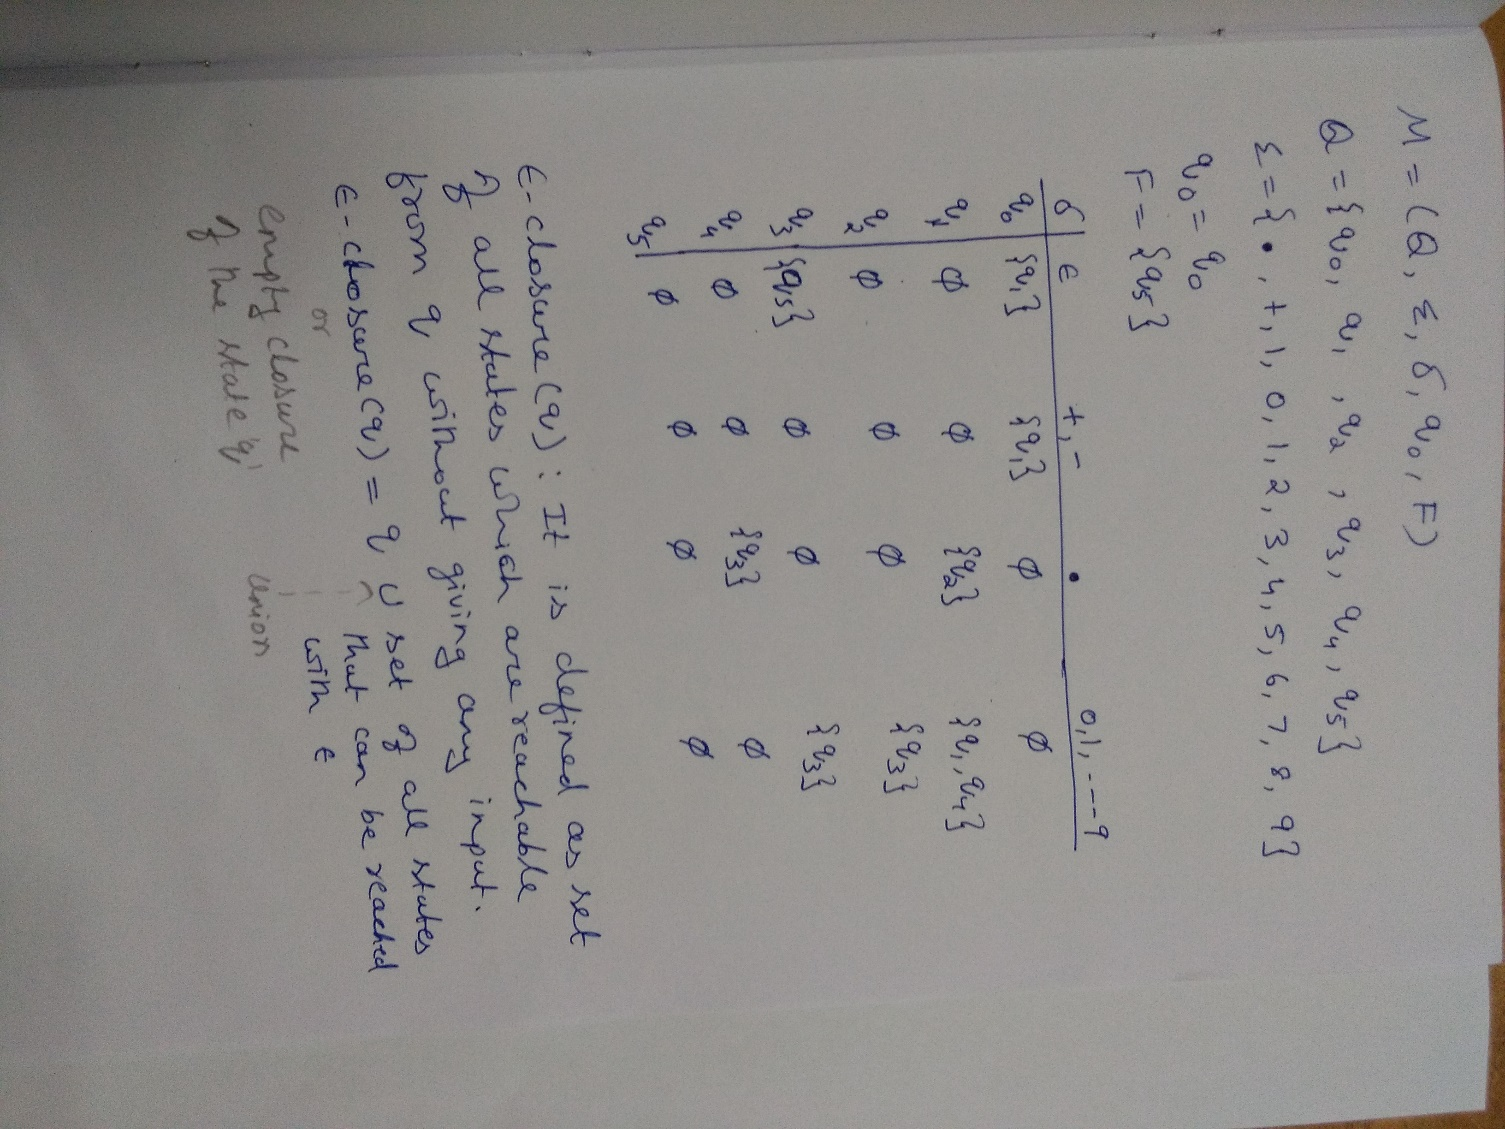 M = (Q, Σ, δ, q₀, F)
Q = {q₀, q₁, q₂, q₃, q₄, q₅}
Σ = {•, +, 1, 0, 1, 2, 3, 4, 5, 6, 7, 8, 9}
q₀ = q₀
F = {q₅}
δ | ϵ +, - • 0,1,---9
q₀ | {q₁} {q₁} ϕ ϕ
q₁ | ϕ ϕ {q₂} {q₁, q₄}
q₂ | ϕ ϕ ϕ {q₃}
q₃ | {q₅} ϕ ϕ {q₃}
q₄ | ϕ ϕ {q₃} ϕ
q₅ | ϕ ϕ ϕ ϕ
ϵ-closure(q): It is defined as set
of all states which are reachable
from q without giving any input.
ϵ-closure(q) = q ∪ set of all states
that can be reached
with ϵ
or
empty closure
of the state 'q'
union